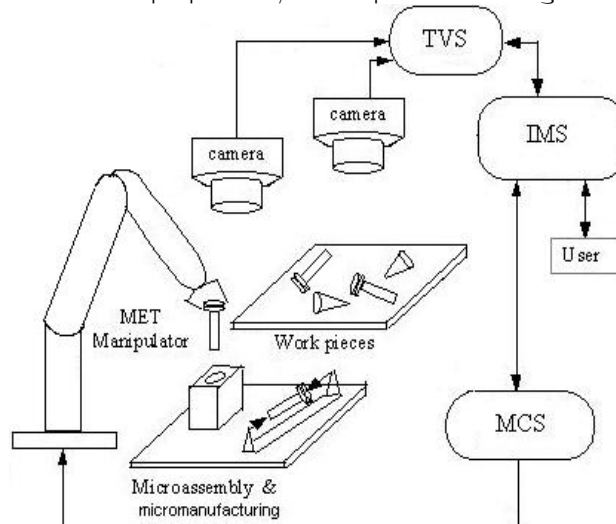 TVS
camera
IMS
camera
User
MET
Manipulator
Work pieces
MCS
Microassembly &
micromanufacturing